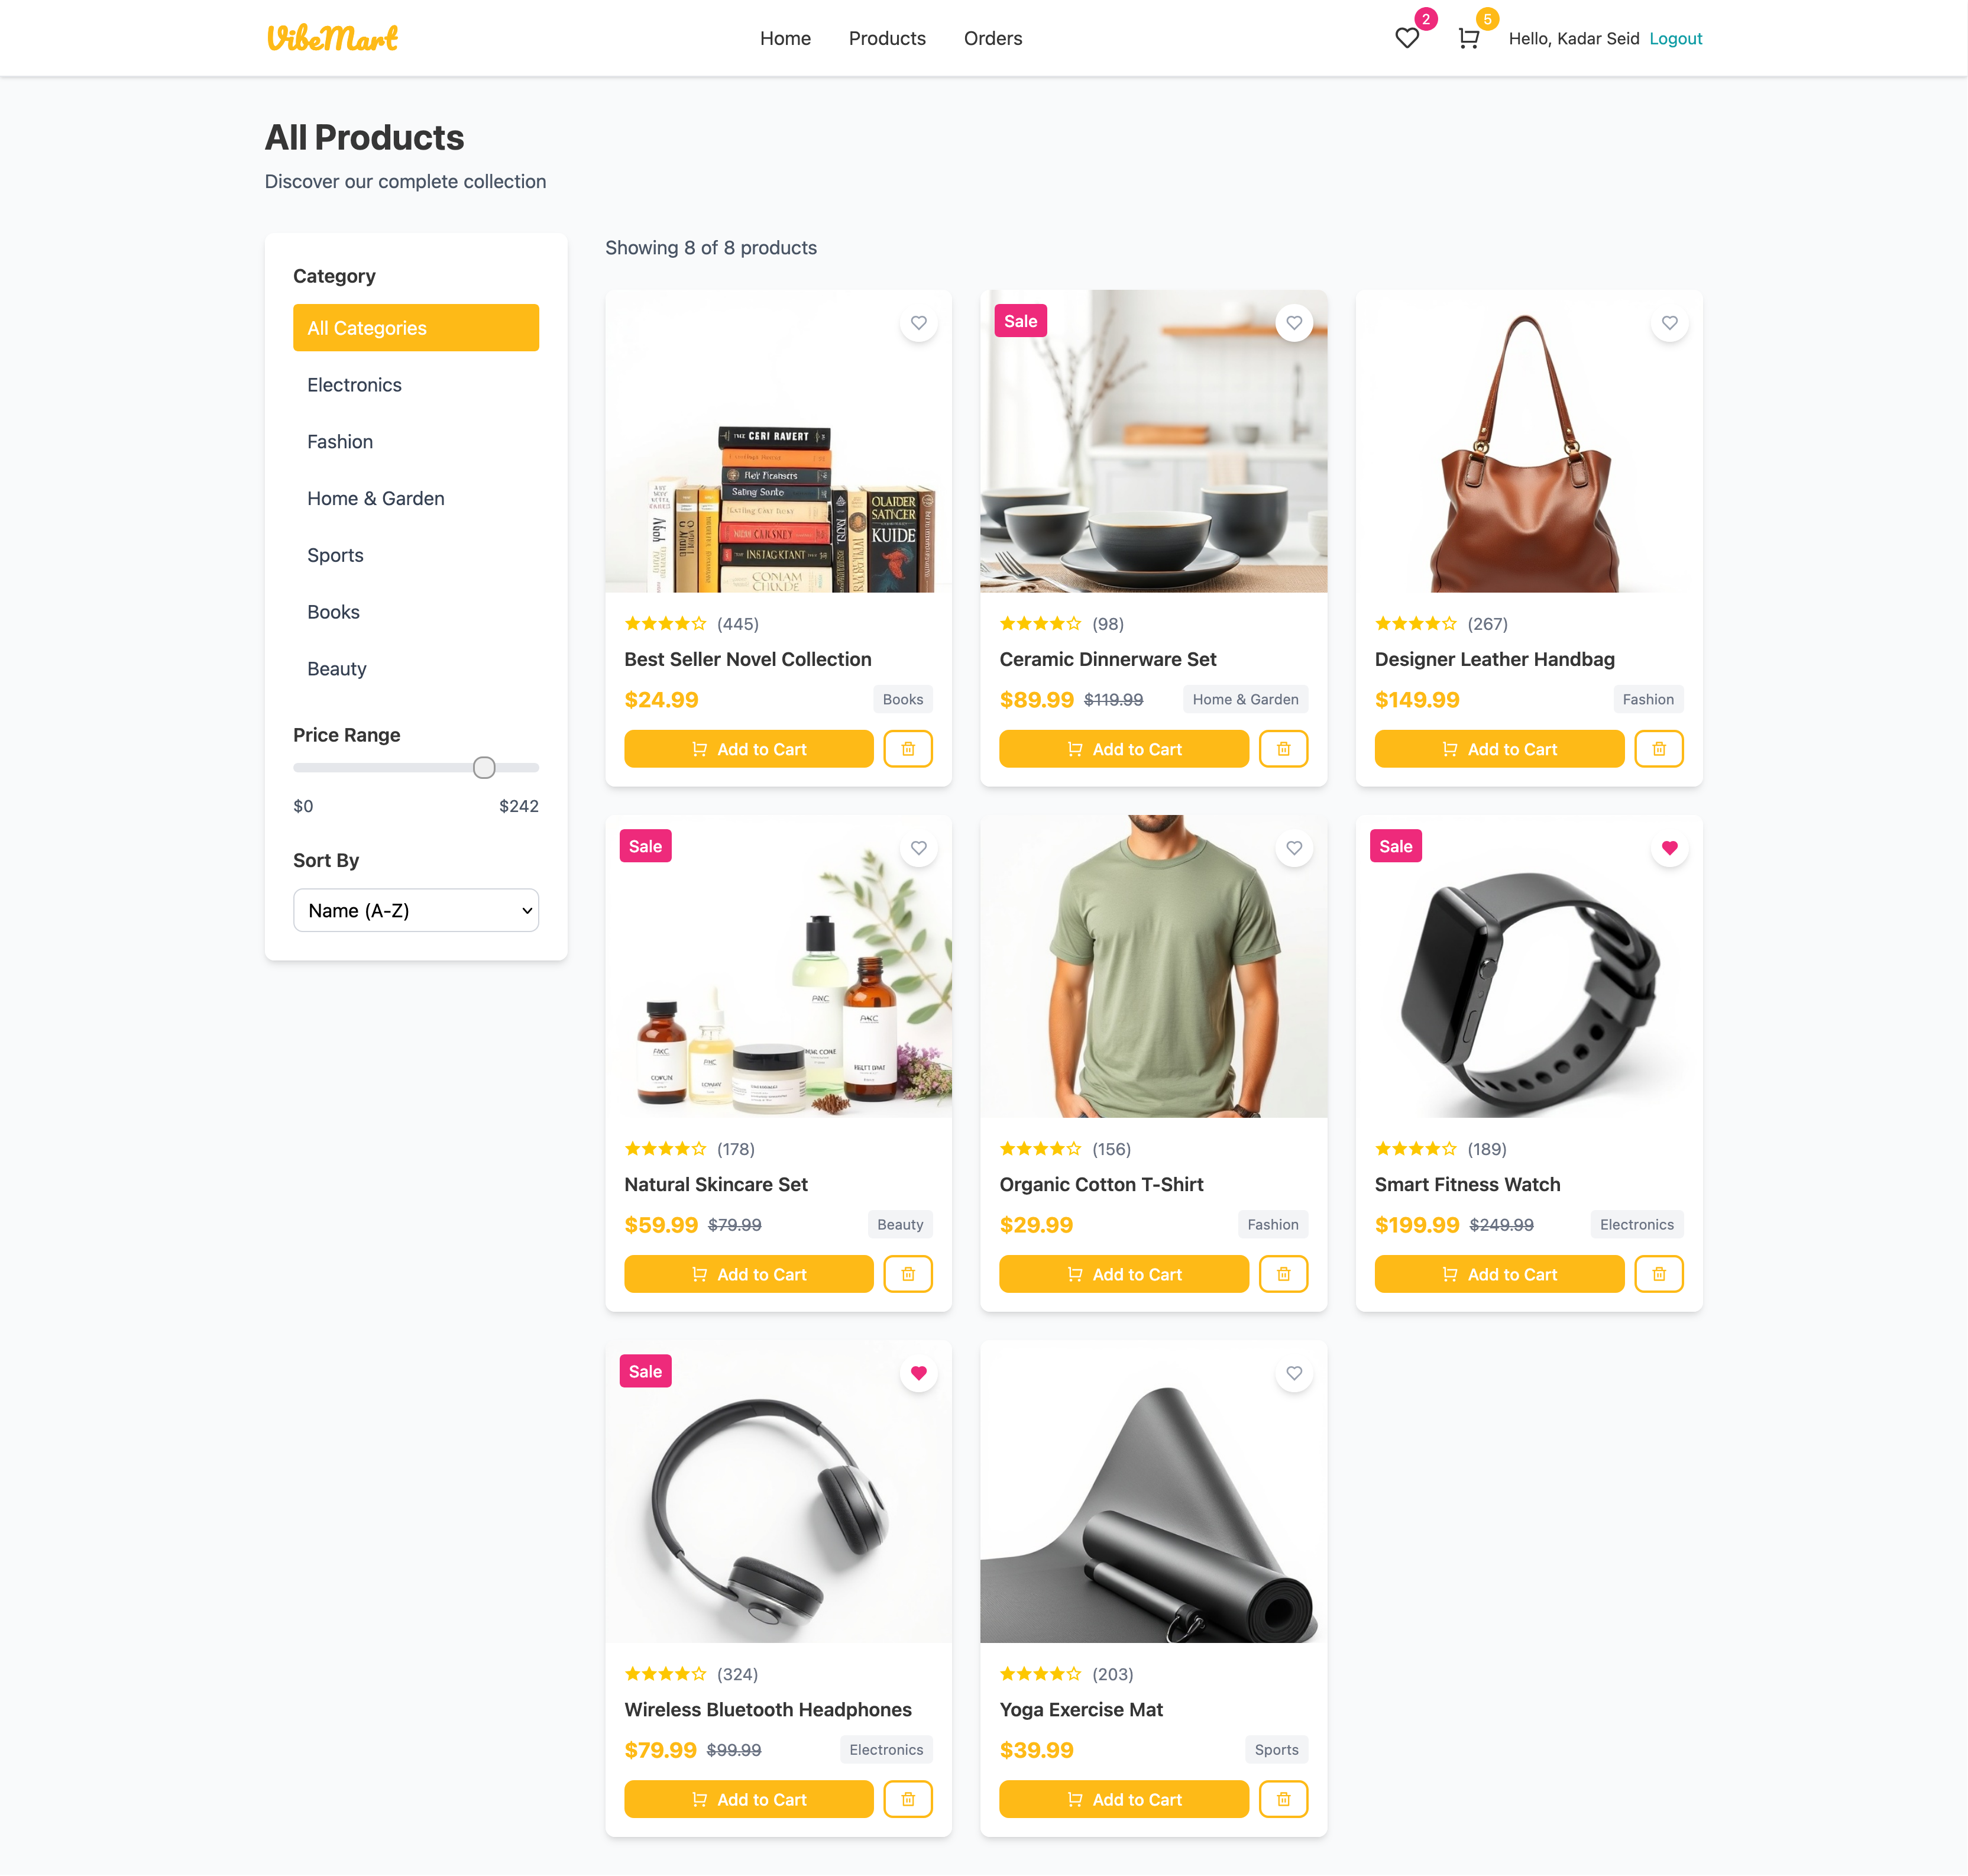 VibeMart
Home
Products
Orders
2
5
Hello, Kadar Seid
Logout
All Products
Discover our complete collection
Category
All Categories
Electronics
Fashion
Home & Garden
Sports
Books
Beauty
Price Range
$0
$242
Sort By
Name (A-Z)
Showing 8 of 8 products
THE CERI RAVERT
OLAIDER
SATICER
KUIDE
(445)
Best Seller Novel Collection
$24.99
Books
Add to Cart
Sale
(98)
Ceramic Dinnerware Set
$89.99 $119.99
Home & Garden
Add to Cart
(267)
Designer Leather Handbag
$149.99
Fashion
Add to Cart
Sale
(178)
Natural Skincare Set
$59.99 $79.99
Beauty
Add to Cart
(156)
Organic Cotton T-Shirt
$29.99
Fashion
Add to Cart
Sale
(189)
Smart Fitness Watch
$199.99 $249.99
Electronics
Add to Cart
Sale
(324)
Wireless Bluetooth Headphones
$79.99 $99.99
Electronics
Add to Cart
(203)
Yoga Exercise Mat
$39.99
Sports
Add to Cart